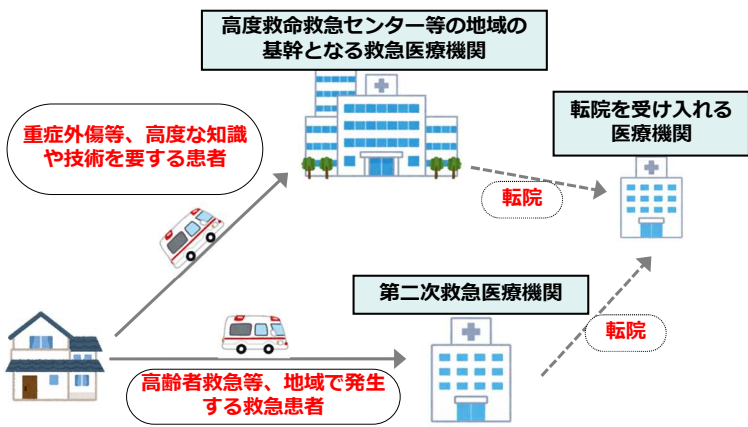 高度救命救急センター等の地域の
基幹となる救急医療機関
転院を受け入れる
医療機関
重症外傷等、高度な知識
や技術を要する患者
転院
第二次救急医療機関
転院
高齢者救急等、地域で発生
する救急患者